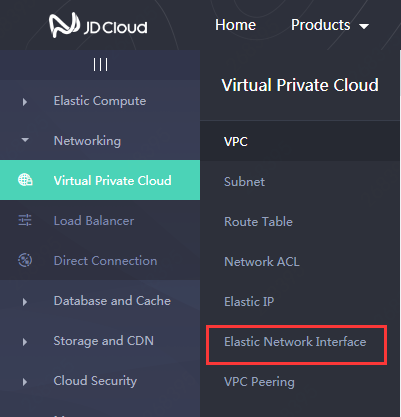 JD Cloud
Home
Products
Elastic Compute
Networking
Virtual Private Cloud
Load Balancer
Direct Connection
Database and Cache
Storage and CDN
Cloud Security
Virtual Private Cloud
VPC
Subnet
Route Table
Network ACL
Elastic IP
Elastic Network Interface
VPC Peering